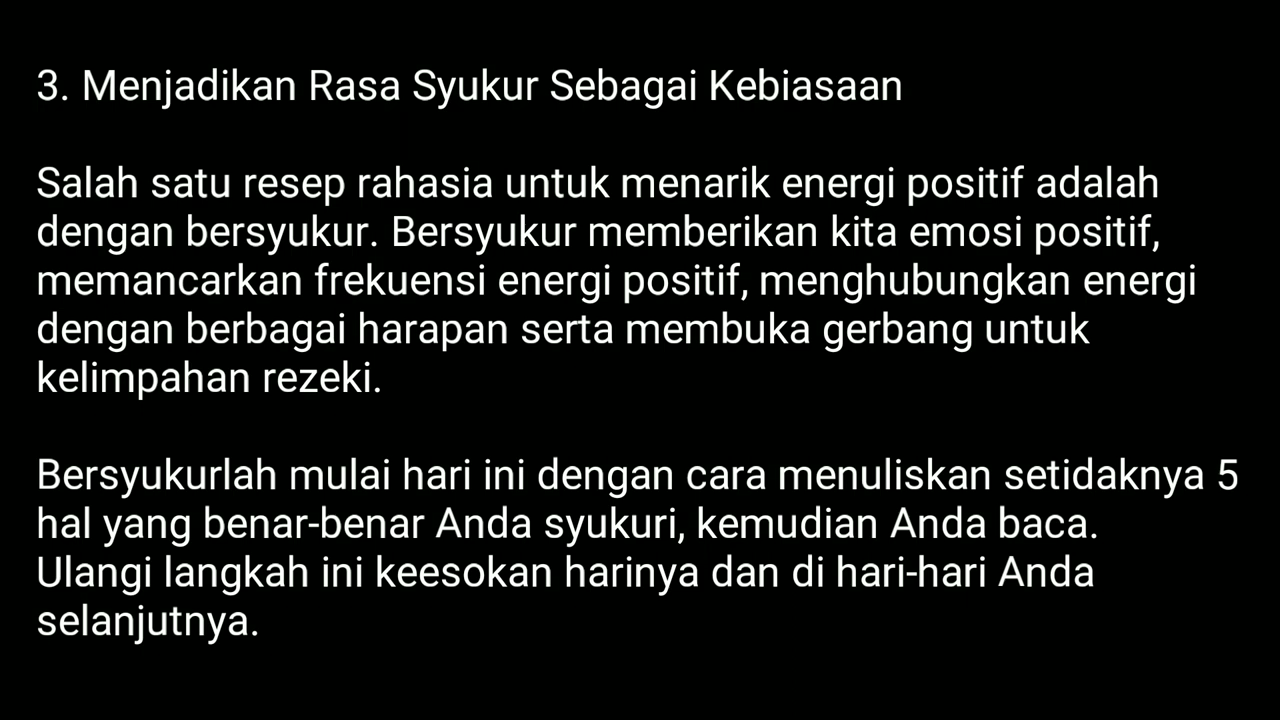 3. Menjadikan Rasa Syukur Sebagai Kebiasaan
Salah satu resep rahasia untuk menarik energi positif adalah
dengan bersyukur. Bersyukur memberikan kita emosi positif,
memancarkan frekuensi energi positif, menghubungkan energi
dengan berbagai harapan serta membuka gerbang untuk
kelimpahan rezeki.
Bersyukurlah mulai hari ini dengan cara menuliskan setidaknya 5
hal yang benar-benar Anda syukuri, kemudian Anda baca.
Ulangi langkah ini keesokan harinya dan di hari-hari Anda
selanjutnya.